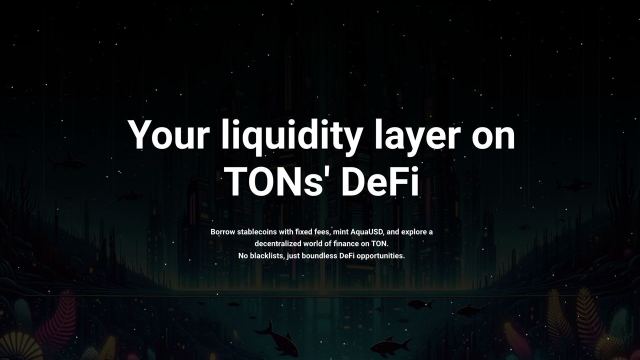 Your liquidity layer on
TONs' DeFi
Borrow stablecoins with fixed fees, mint AquaUSD, and explore a
decentralized world of finance on TON.
No blacklists, just boundless DeFi opportunities.